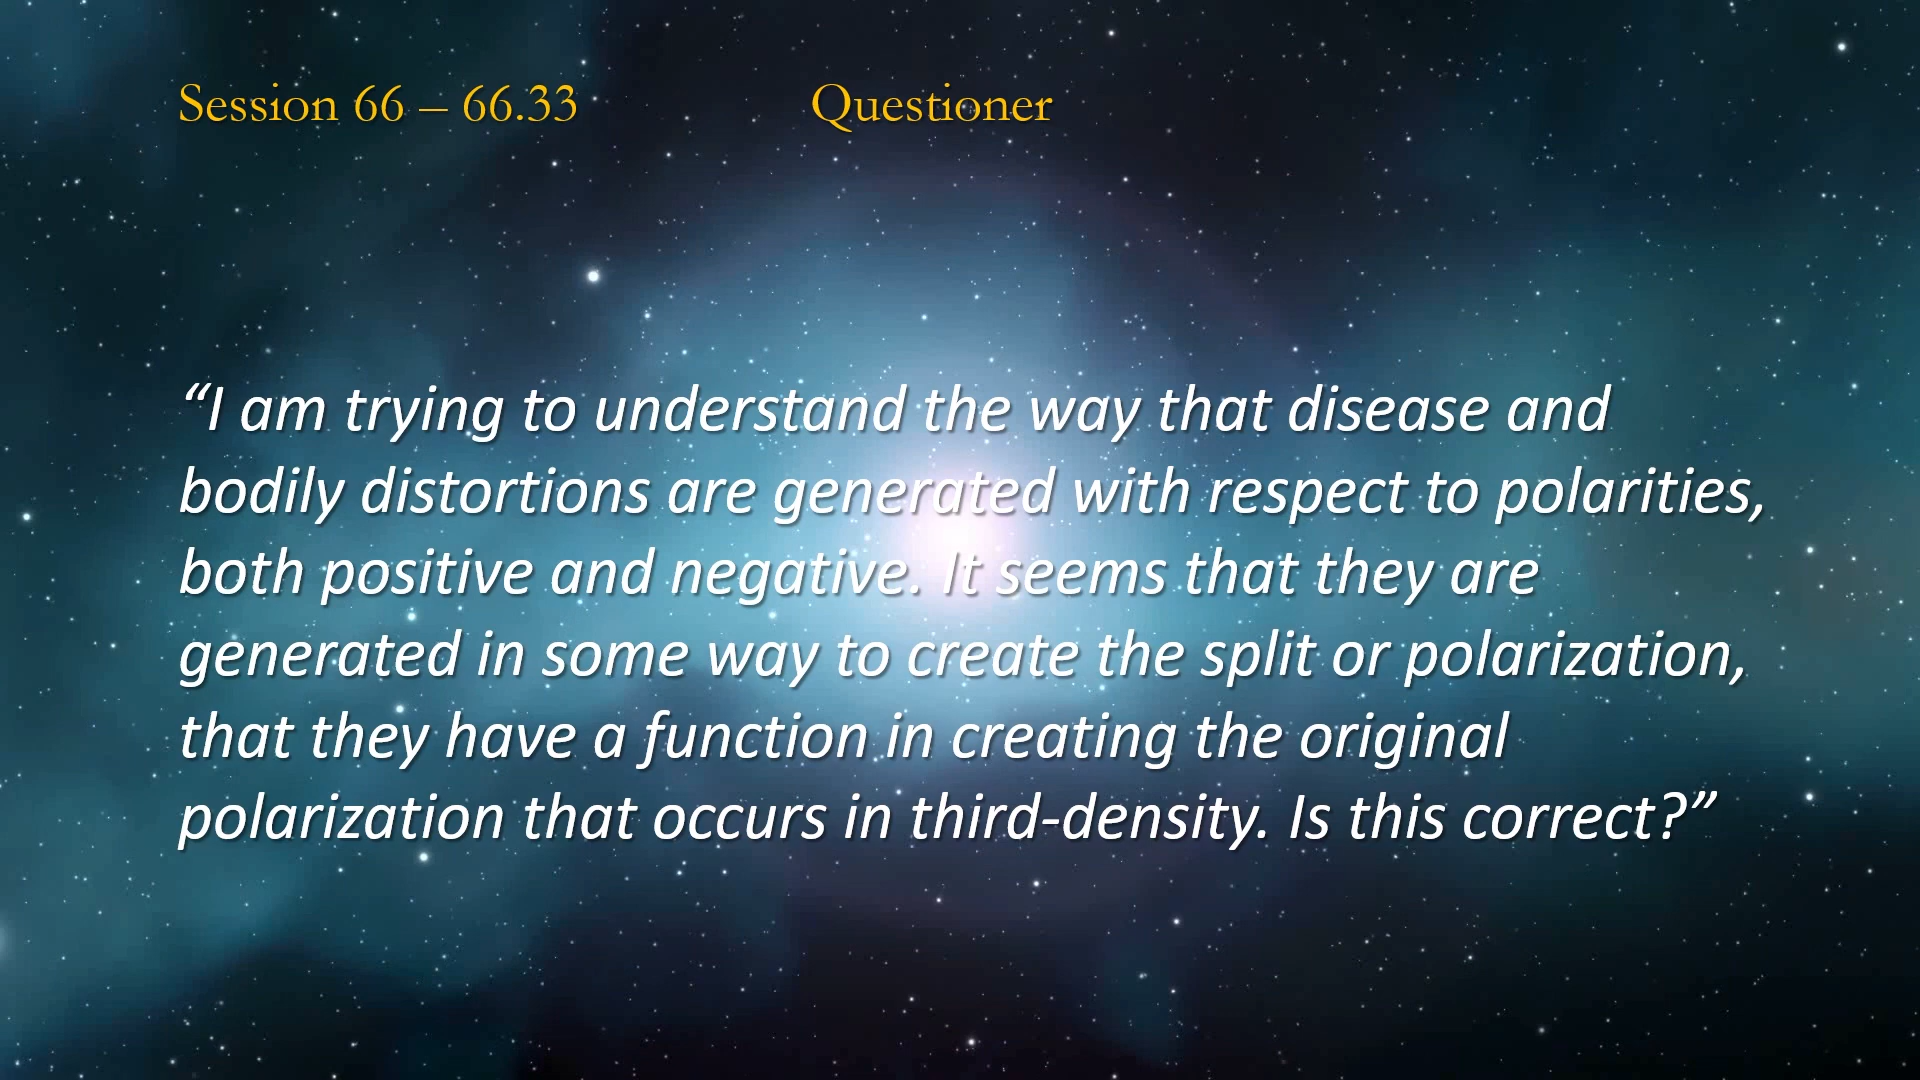 Session 66 – 66.33 Questioner
“I am trying to understand the way that disease and
bodily distortions are generated with respect to polarities,
both positive and negative. It seems that they are
generated in some way to create the split or polarization,
that they have a function in creating the original
polarization that occurs in third-density. Is this correct?”